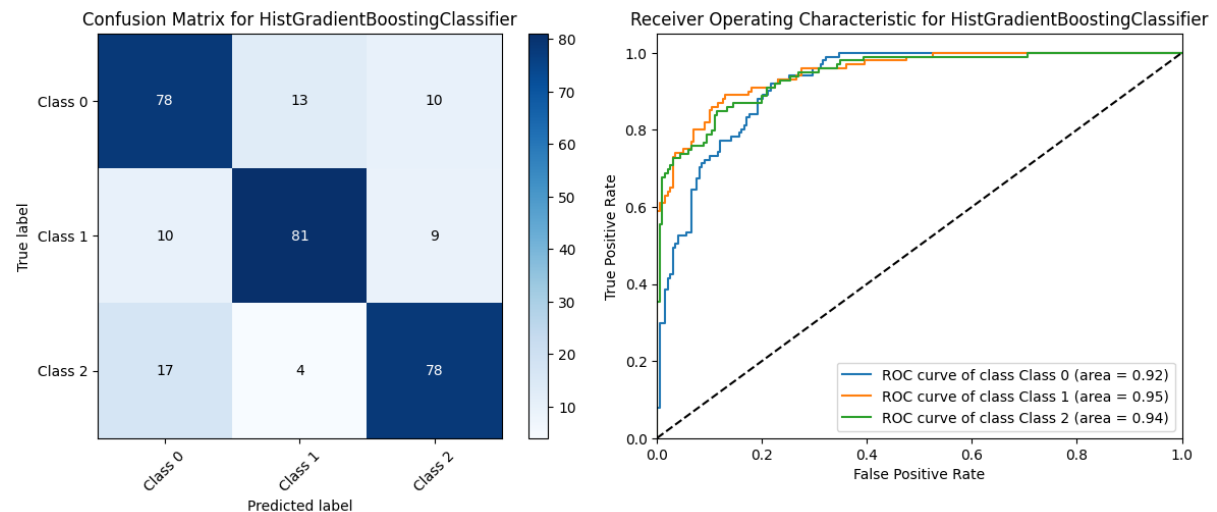 Confusion Matrix for HistGradientBoostingClassifier
Class 0
Class 1
Class 2
True label
78 13 10
10 81 9
17 4 78
Class 0 Class 1 Class 2
Predicted label
80
70
60
50
40
30
20
10
Receiver Operating Characteristic for HistGradientBoostingClassifier
True Positive Rate
1.0
0.8
0.6
0.4
0.2
0.0
ROC curve of class Class 0 (area = 0.92)
ROC curve of class Class 1 (area = 0.95)
ROC curve of class Class 2 (area = 0.94)
0.0 0.2 0.4 0.6 0.8 1.0
False Positive Rate